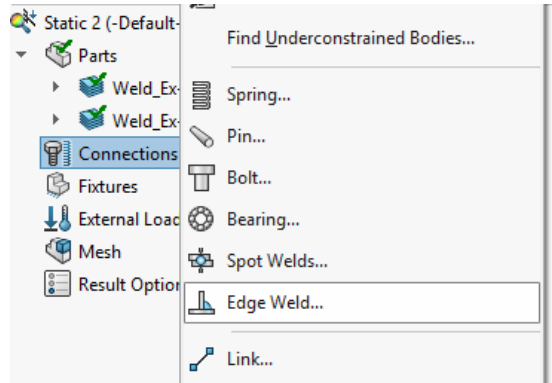 Static 2 (-Default-
Parts
Weld_Ex-
Weld_Ex-
Connections
Fixtures
External Load
Mesh
Result Option
Find Underconstrained Bodies...
Spring...
Pin...
Bolt...
Bearing...
Spot Welds...
Edge Weld...
Link...